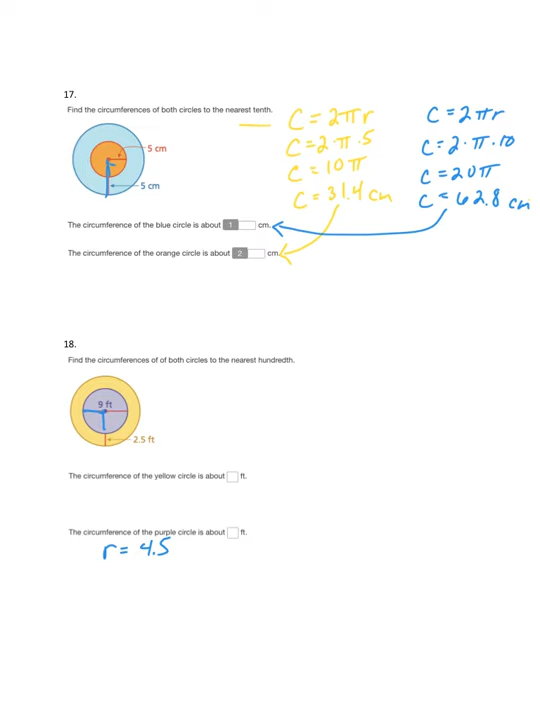 17.
Find the circumferences of both circles to the nearest tenth.
5 cm
5 cm
C = 2πr
C = 2·π·5
C = 10π
C = 31.4 cm
C = 2πr
C = 2·π·10
C = 20π
C = 62.8 cm
The circumference of the blue circle is about 1 cm.
The circumference of the orange circle is about 2 cm.
18.
Find the circumferences of of both circles to the nearest hundredth.
9 ft
2.5 ft
The circumference of the yellow circle is about ft.
The circumference of the purple circle is about ft.
r = 4.5